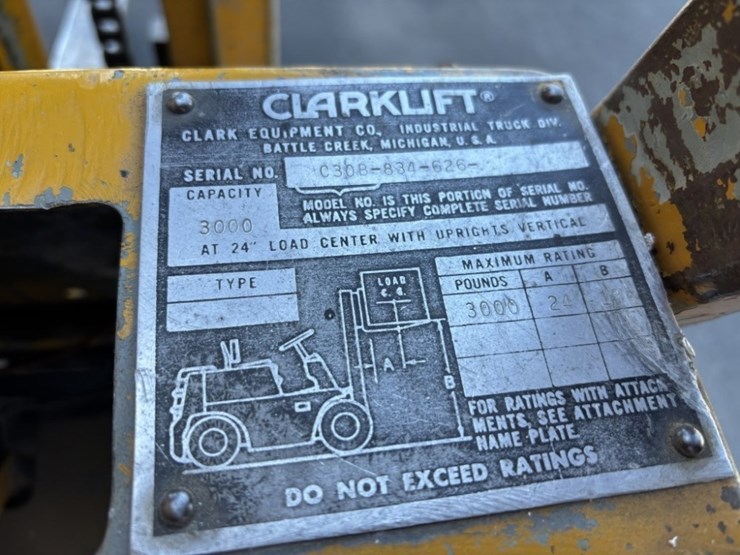 CLARKLIFT®
CLARK EQUIPMENT CO. INDUSTRIAL TRUCK DIV.
BATTLE CREEK, MICHIGAN, U.S.A.
SERIAL NO. C30B-834-626-
MODEL NO. IS THIS PORTION OF SERIAL NO.
ALWAYS SPECIFY COMPLETE SERIAL NUMBER
CAPACITY
3000
AT 24" LOAD CENTER WITH UPRIGHTS VERTICAL
TYPE
LOAD
C.G.
A
B
MAXIMUM RATING
POUNDS A B
3000 24
FOR RATINGS WITH ATTACH-
MENTS, SEE ATTACHMENT
NAME PLATE
DO NOT EXCEED RATINGS